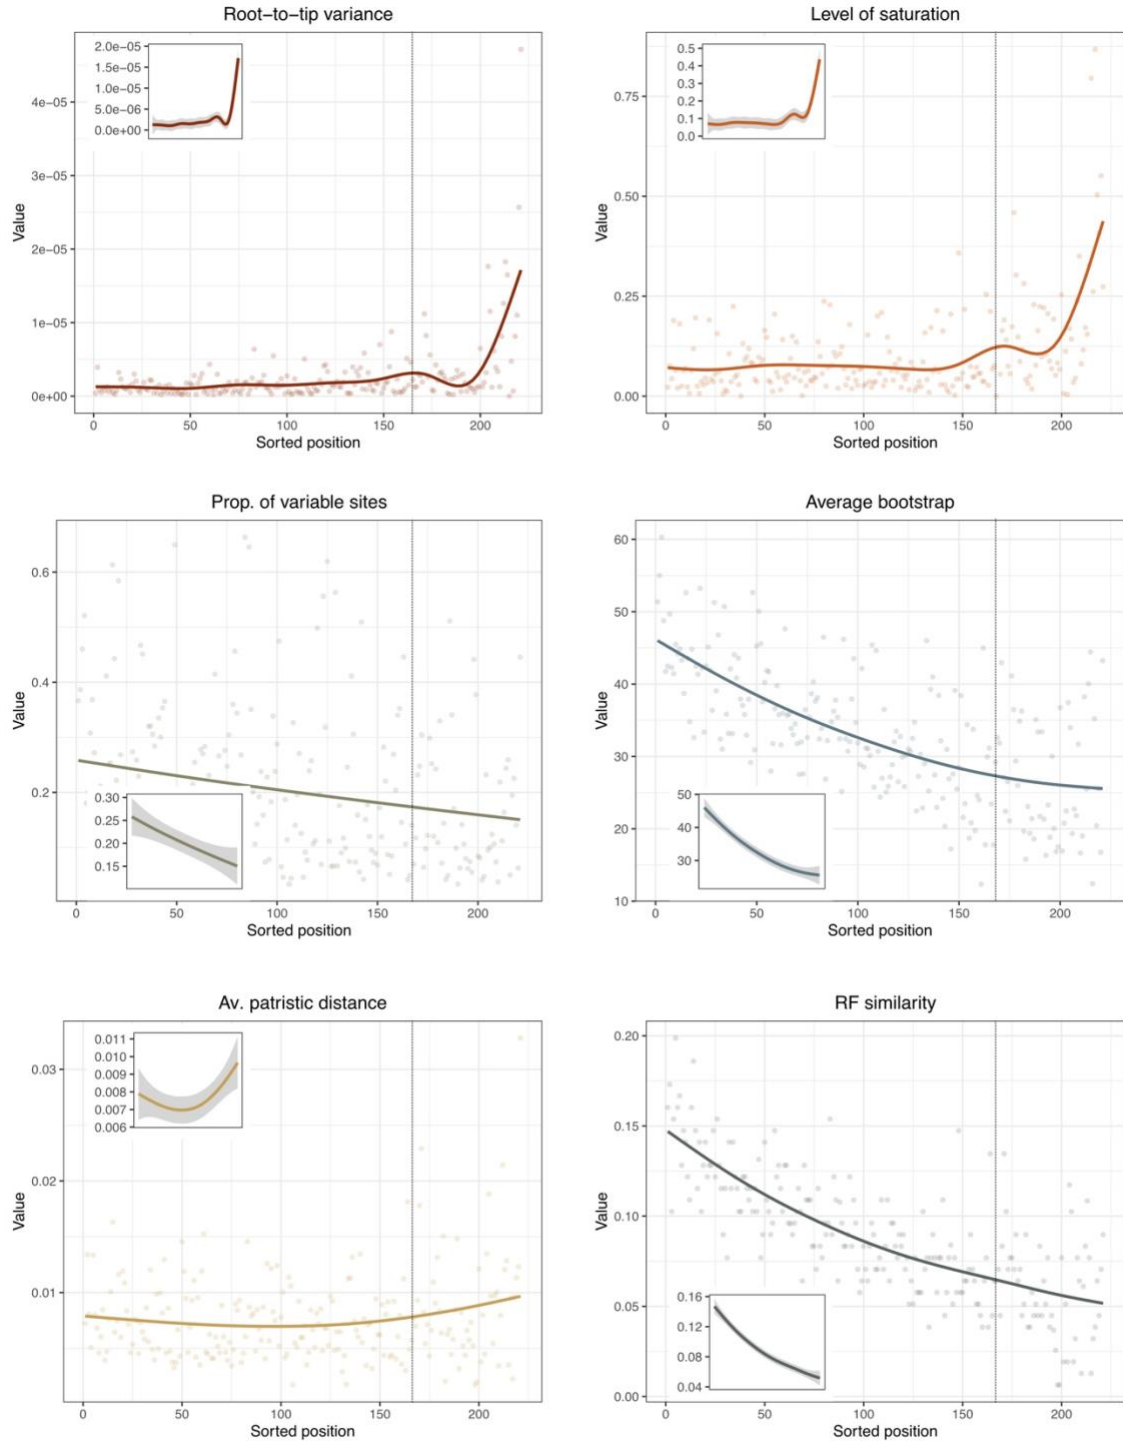 Root−to−tip variance
2.0e−05
1.5e−05
1.0e−05
5.0e−06
0.0e+00
4e−05
3e−05
2e−05
1e−05
0e+00
Value
0 50 100 150 200
Sorted position
Level of saturation
0.5
0.4
0.3
0.2
0.1
0.0
0.75
0.50
0.25
0.00
Value
0 50 100 150 200
Sorted position
Prop. of variable sites
0.6
0.4
0.2
Value
0.30
0.25
0.20
0.15
0 50 100 150 200
Sorted position
Average bootstrap
60
50
40
30
20
10
Value
50
40
30
0 50 100 150 200
Sorted position
Av. patristic distance
0.011
0.010
0.009
0.008
0.007
0.006
0.03
0.02
0.01
Value
0 50 100 150 200
Sorted position
RF similarity
0.20
0.15
0.10
0.05
0.00
Value
0.16
0.12
0.08
0.04
0 50 100 150 200
Sorted position